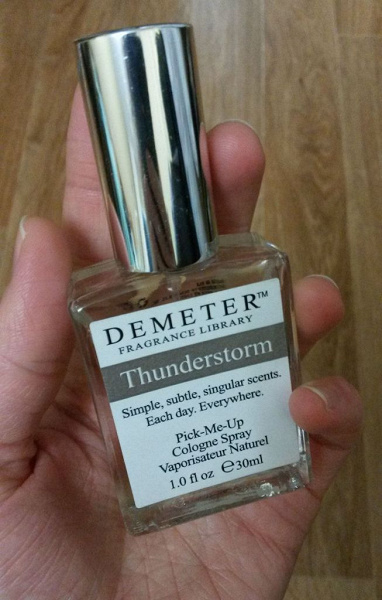 DEMETER™
FRAGRANCE LIBRARY
Thunderstorm
Simple, subtle, singular scents.
Each day. Everywhere.
Pick-Me-Up
Cologne Spray
Vaporisateur Naturel
1.0 fl oz ℮30ml